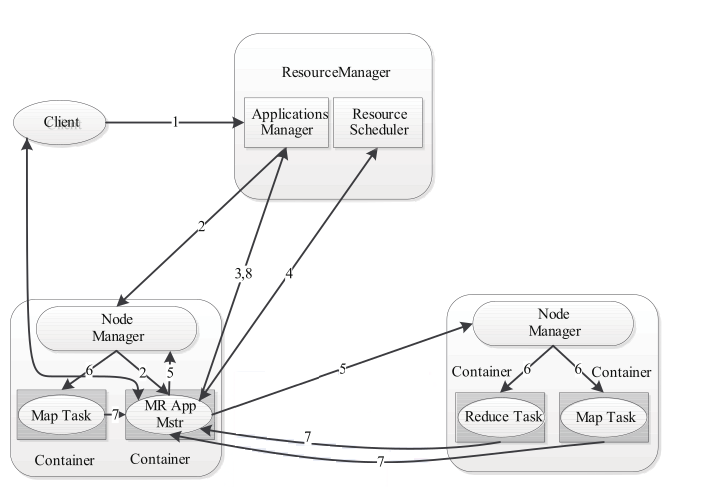 ResourceManager
Applications
Manager
Resource
Scheduler
Client
1
2
3,8
4
Node
Manager
6
2
5
Map Task
7
MR App
Mstr
Container
Container
5
Node
Manager
Container
6
6
Container
Reduce Task
Map Task
7
7